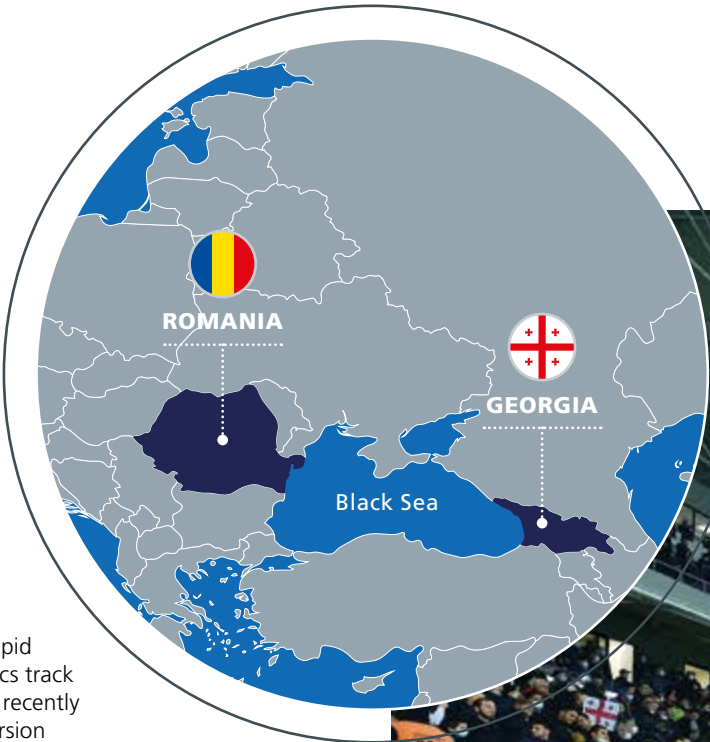 ROMANIA
GEORGIA
Black Sea
pid
cs track
recently
rsion